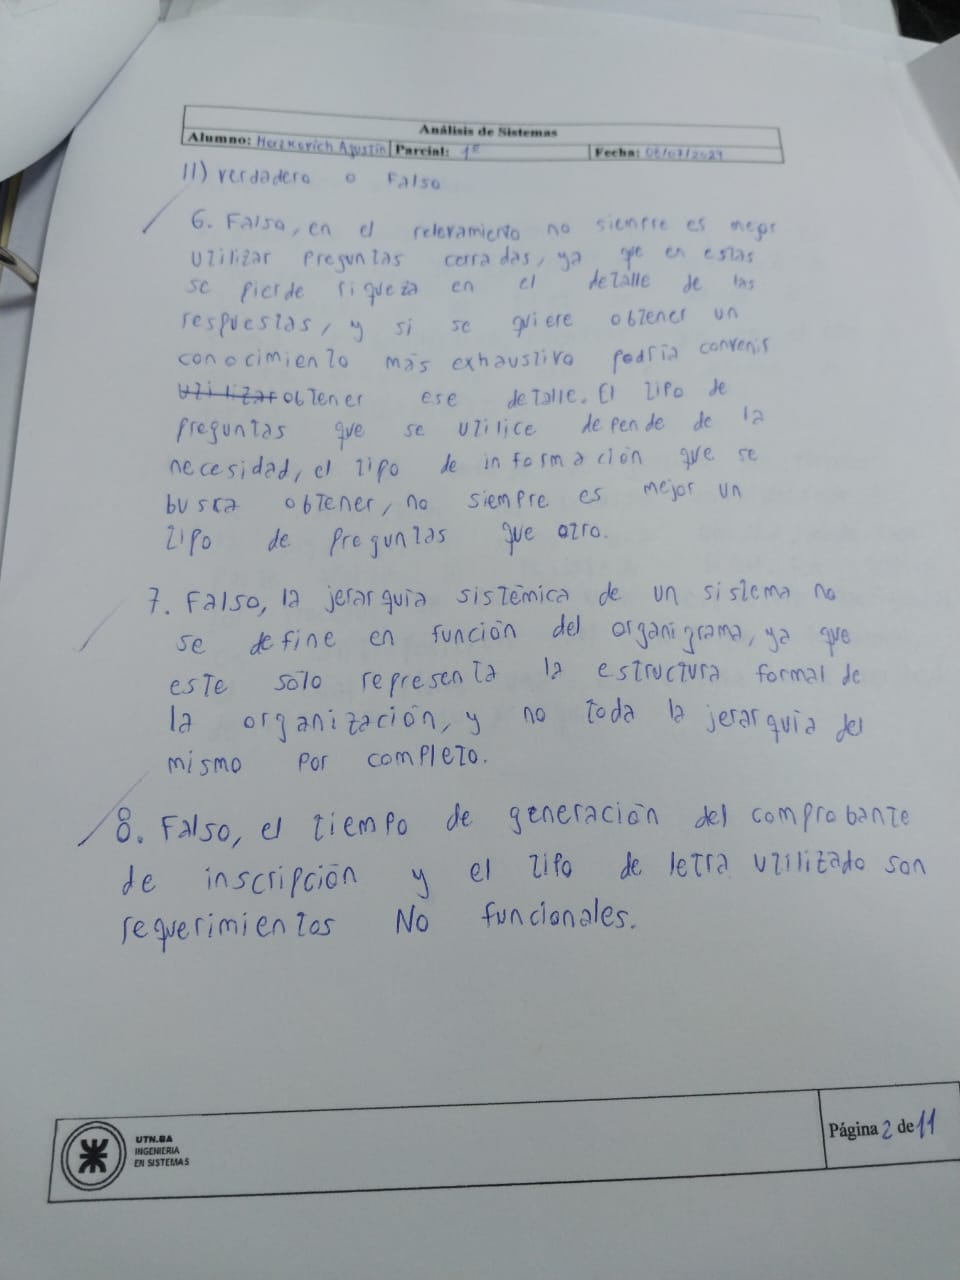 Análisis de Sistemas
Alumno: Herzkovich Agustín Parcial: 1º Fecha: 08/07/2024
II) Verdadero o Falso
6. Falso, en el relevamiento no siempre es mejor
utilizar preguntas cerradas, ya que en estas
se pierde riqueza en el detalle de las
respuestas, y si se quiere obtener un
conocimiento más exhaustivo podría convenir
utilizar obtener ese detalle. El tipo de
preguntas que se utilice depende de la
necesidad, el tipo de información que se
busca obtener, no siempre es mejor un
tipo de preguntas que otro.
7. Falso, la jerarquía sistémica de un sistema no
se define en función del organigrama, ya que
este sólo representa la estructura formal de
la organización, y no toda la jerarquía del
mismo por completo.
8. Falso, el tiempo de generación del comprobante
de inscripción y el tipo de letra utilizado son
requerimientos No funcionales.
UTN.BA
INGENIERIA
EN SISTEMAS
Página 2 de 11